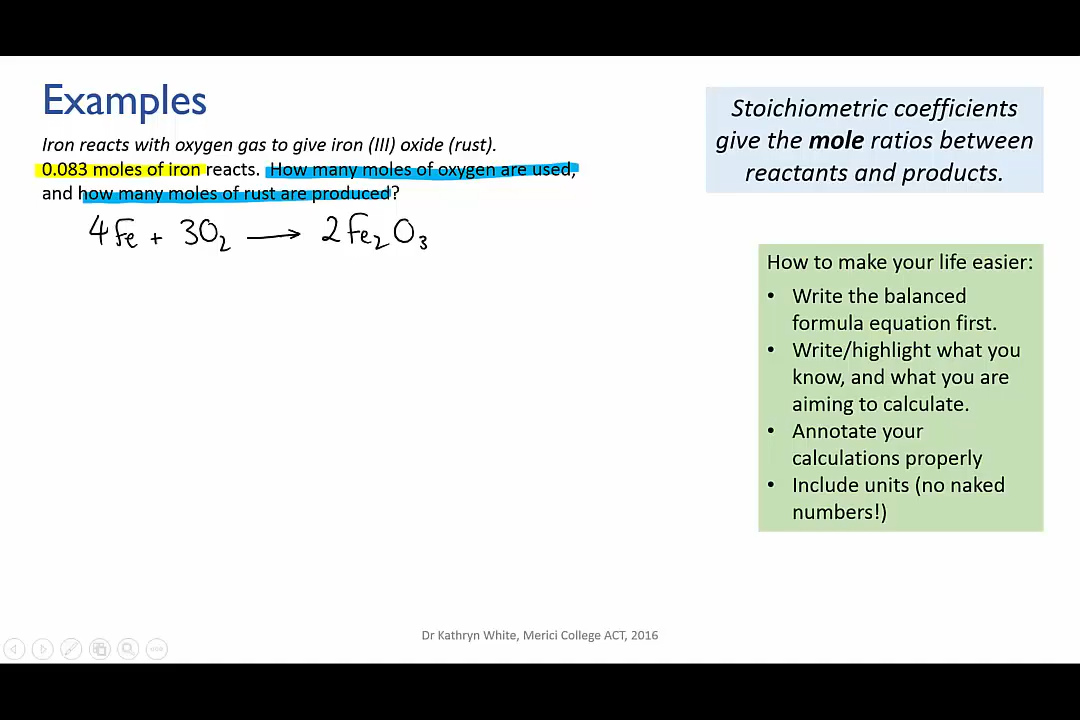 Examples
Iron reacts with oxygen gas to give iron (III) oxide (rust).
0.083 moles of iron reacts. How many moles of oxygen are used,
and how many moles of rust are produced?
4Fe + 3O₂ ⟶ 2Fe₂O₃
Stoichiometric coefficients
give the mole ratios between
reactants and products.
How to make your life easier:
• Write the balanced
formula equation first.
• Write/highlight what you
know, and what you are
aiming to calculate.
• Annotate your
calculations properly
• Include units (no naked
numbers!)
Dr Kathryn White, Merici College ACT, 2016